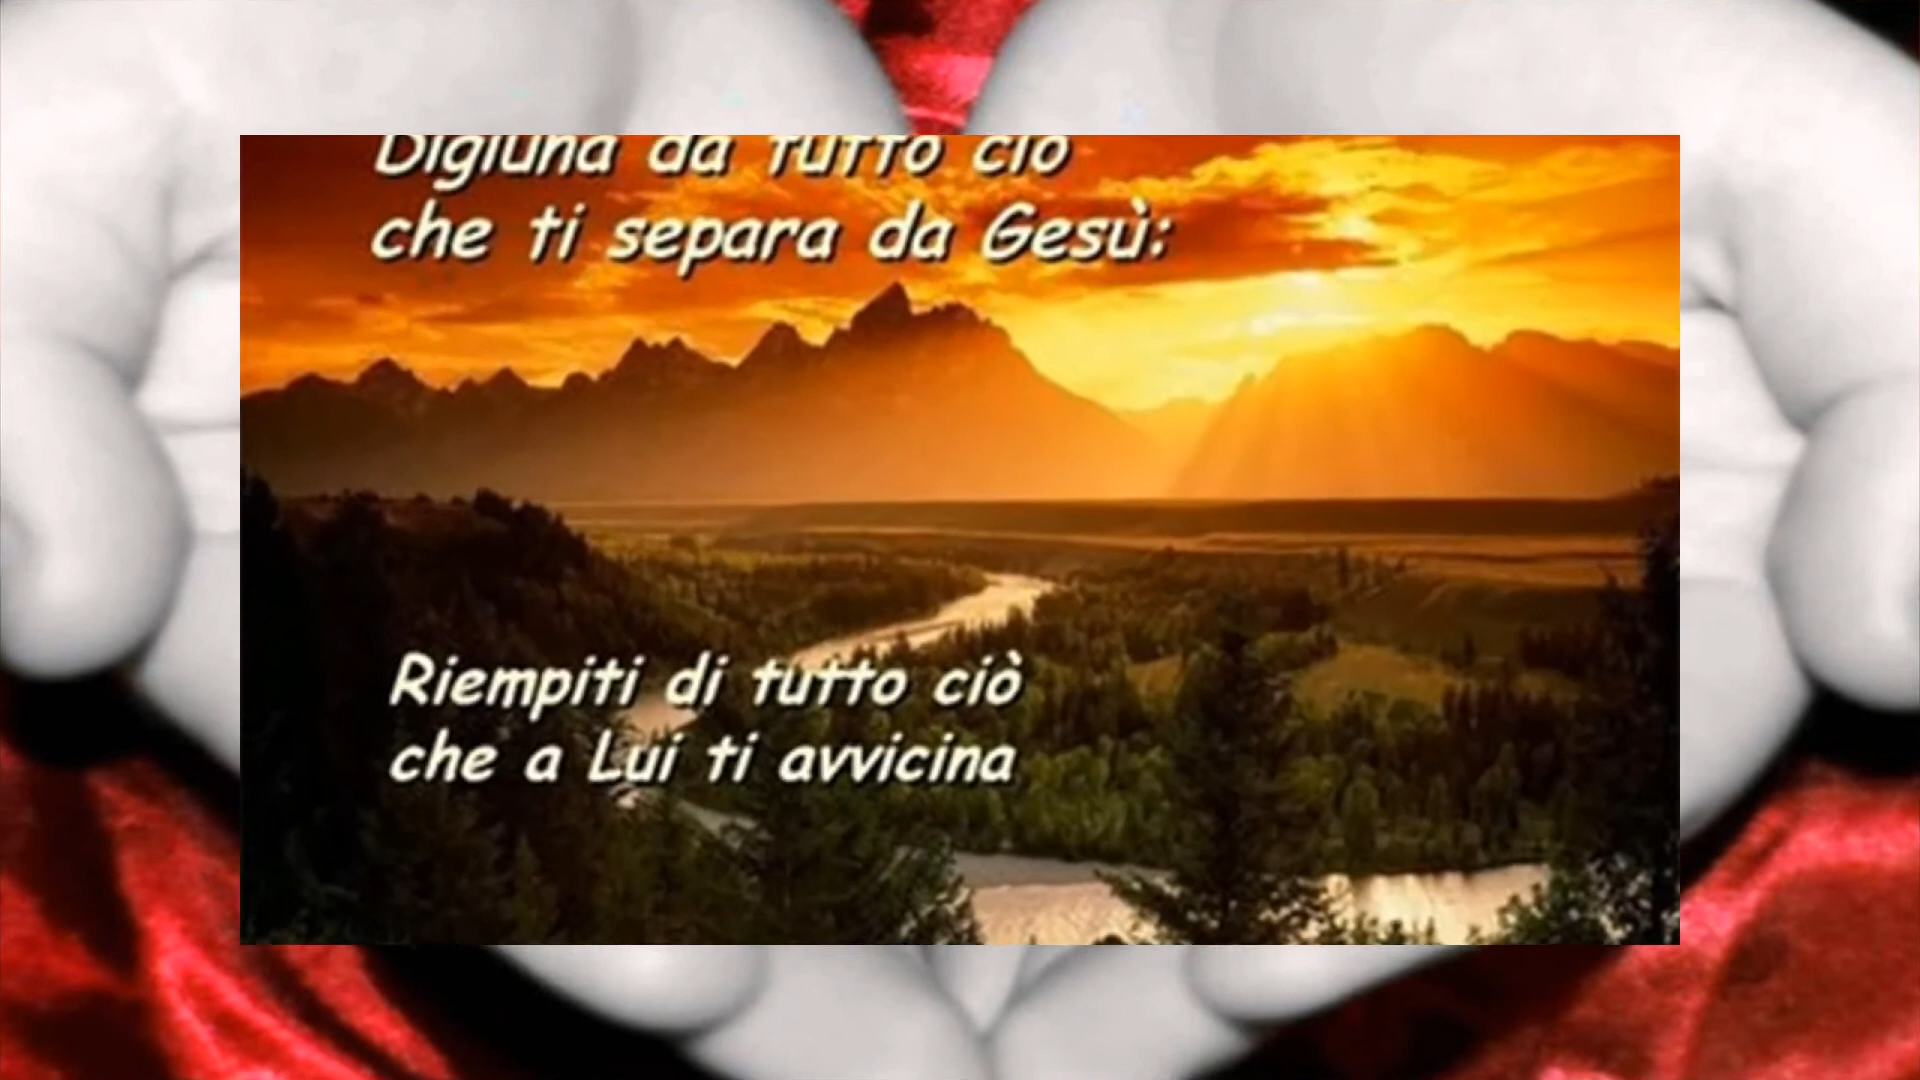 Digiuna da tutto ciò
che ti separa da Gesù:
Riempiti di tutto ciò
che a Lui ti avvicina